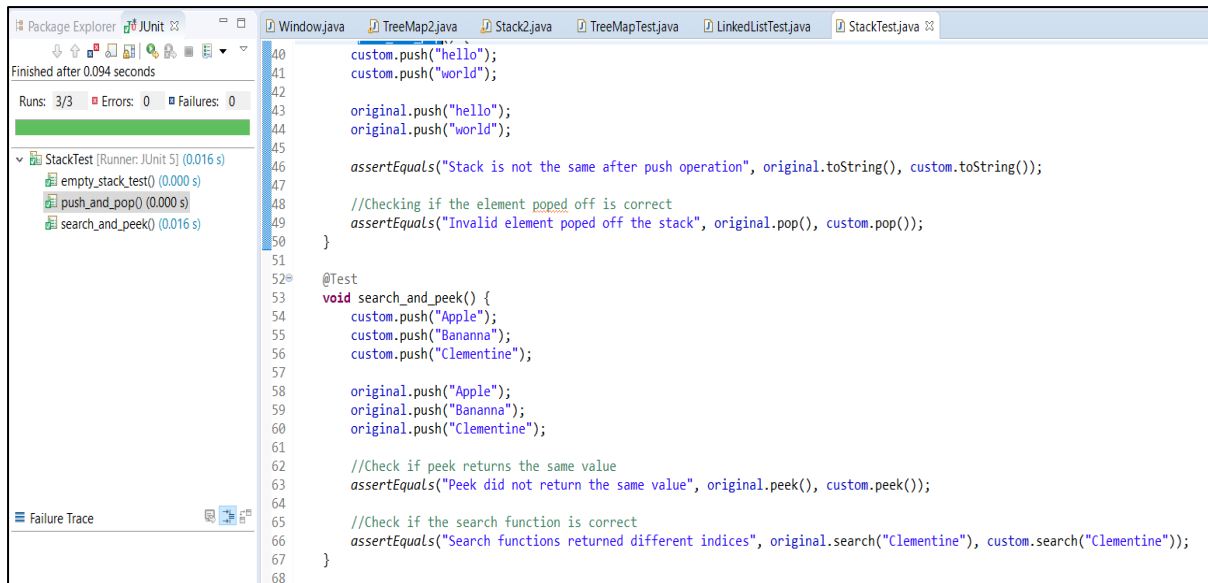 Package Explorer JUnit
Finished after 0.094 seconds
Runs: 3/3 Errors: 0 Failures: 0
StackTest [Runner: JUnit 5] (0.016 s)
empty_stack_test() (0.000 s)
push_and_pop() (0.000 s)
search_and_peek() (0.016 s)
Failure Trace
Window.java TreeMap2.java Stack2.java TreeMapTest.java LinkedListTest.java StackTest.java
40 custom.push("hello");
41 custom.push("world");
42
43 original.push("hello");
44 original.push("world");
45
46 assertEquals("Stack is not the same after push operation", original.toString(), custom.toString());
47
48 //Checking if the element poped off is correct
49 assertEquals("Invalid element poped off the stack", original.pop(), custom.pop());
50 }
51
52 @Test
53 void search_and_peek() {
54 custom.push("Apple");
55 custom.push("Bananna");
56 custom.push("Clementine");
57
58 original.push("Apple");
59 original.push("Bananna");
60 original.push("Clementine");
61
62 //Check if peek returns the same value
63 assertEquals("Peek did not return the same value", original.peek(), custom.peek());
64
65 //Check if the search function is correct
66 assertEquals("Search functions returned different indices", original.search("Clementine"), custom.search("Clementine"));
67 }
68